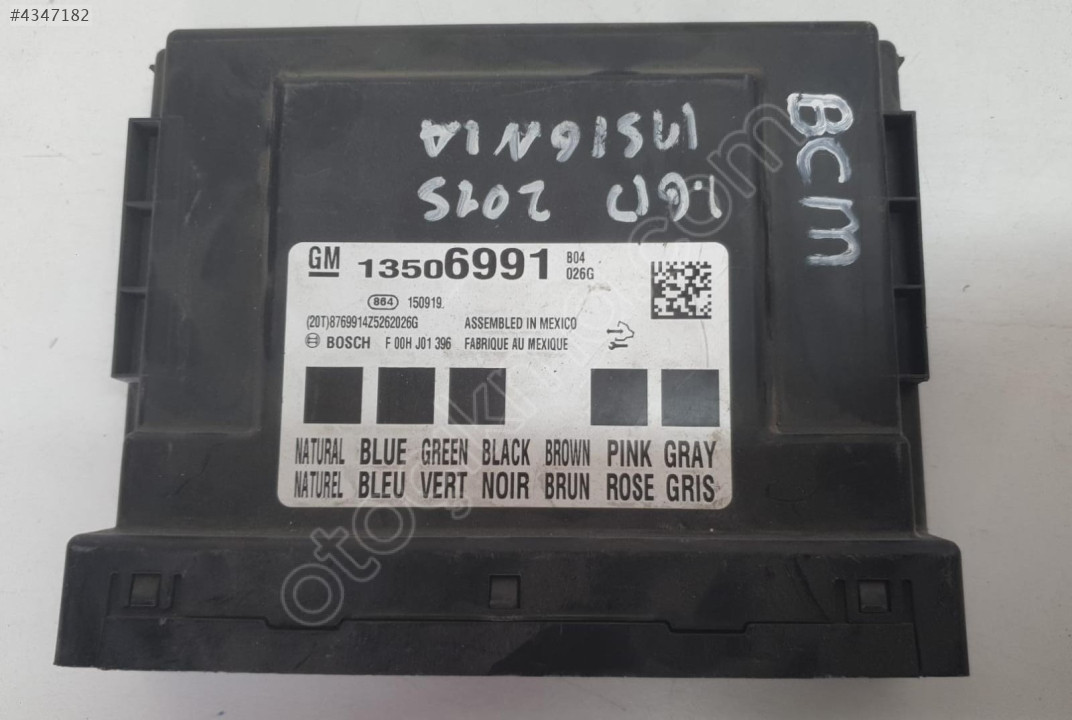 #4347182
BCM
INSIGNIA
1.6D 2015
GM 13506991 804
026G
864 150919.
(20T)8769914Z5262026G ASSEMBLED IN MEXICO
BOSCH F 00H J01 396 FABRIQUE AU MEXIQUE
NATURAL BLUE GREEN BLACK BROWN PINK GRAY
NATUREL BLEU VERT NOIR BRUN ROSE GRIS